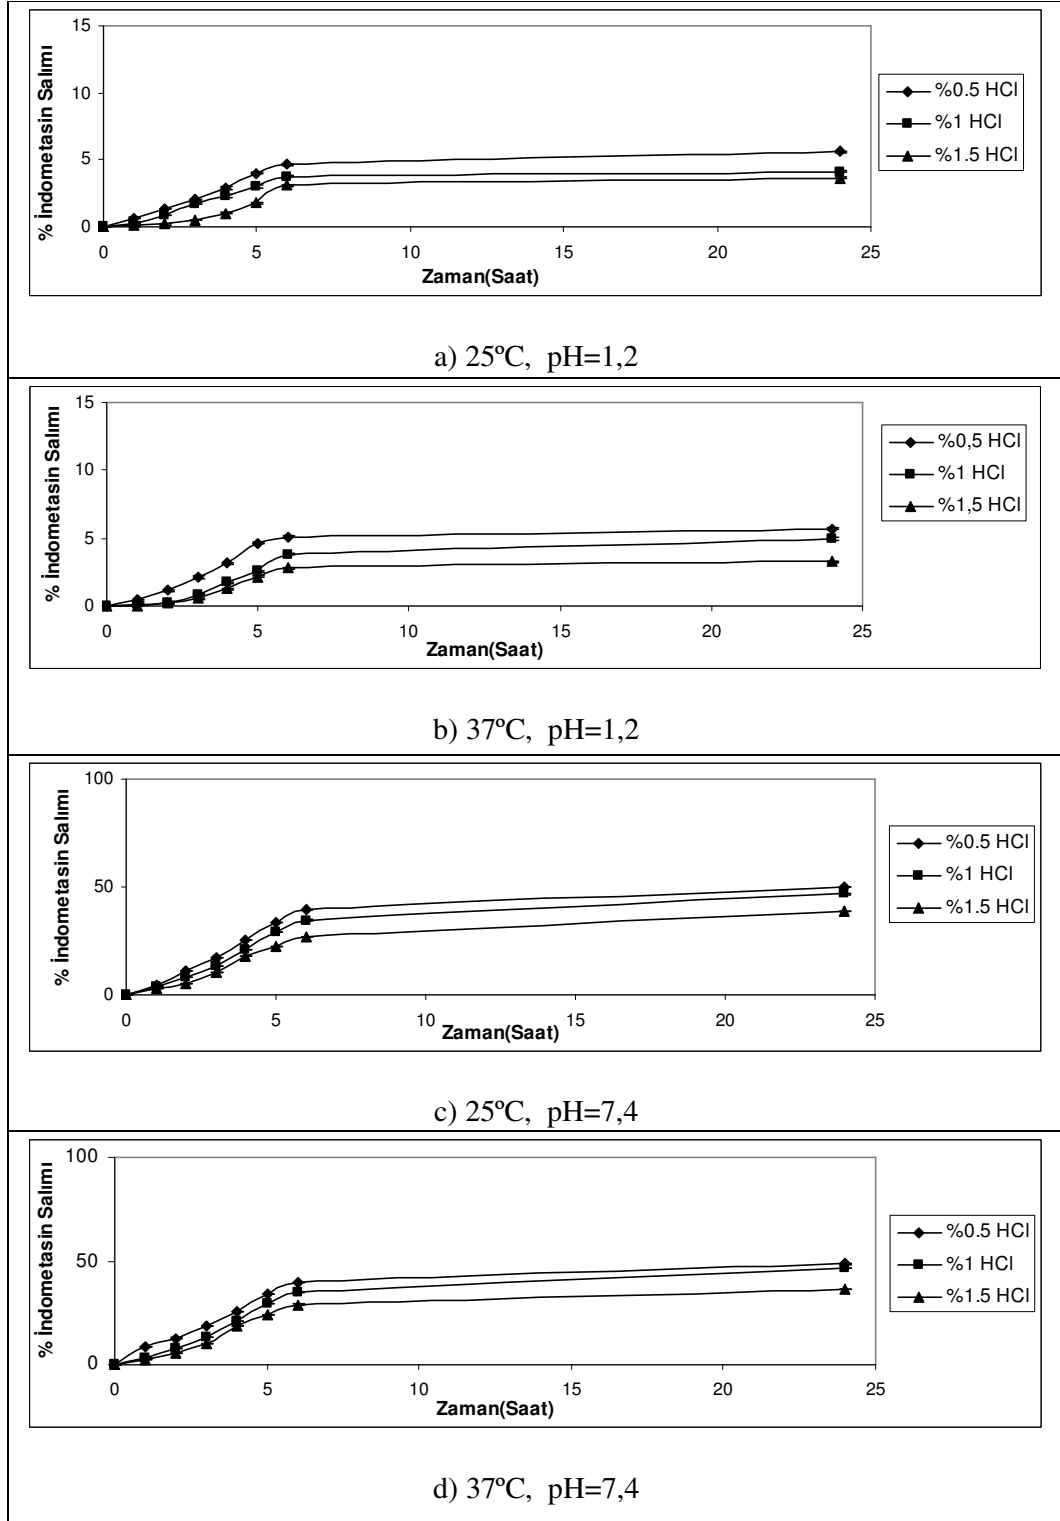 % İndometasin Salımı
15
10
5
0
0 5 10 15 20 25
Zaman(Saat)
%0.5 HCl
%1 HCl
%1.5 HCl
a) 25ºC, pH=1,2
% İndometasin Salımı
15
10
5
0
0 5 10 15 20 25
Zaman(Saat)
%0,5 HCl
%1 HCl
%1,5 HCl
b) 37ºC, pH=1,2
% İndometasin Salımı
100
50
0
0 5 10 15 20 25
Zaman(Saat)
%0.5 HCl
%1 HCl
%1.5 HCl
c) 25ºC, pH=7,4
% İndometasin Salımı
100
50
0
0 5 10 15 20 25
Zaman(Saat)
%0.5 HCl
%1 HCl
%1.5 HCl
d) 37ºC, pH=7,4